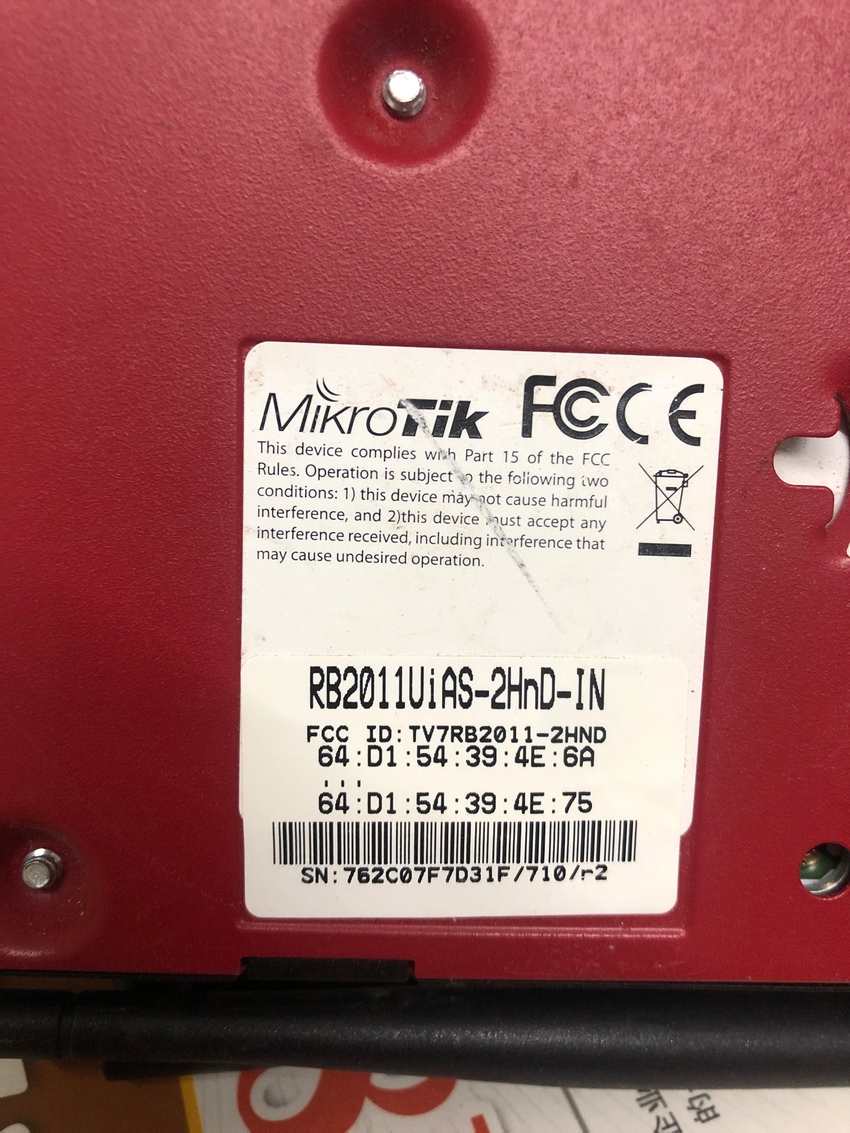 MikroTik FCC CE
This device complies with Part 15 of the FCC
Rules. Operation is subject to the following two
conditions: 1) this device may not cause harmful
interference, and 2)this device must accept any
interference received, including interference that
may cause undesired operation.
RB2011UiAS-2HnD-IN
FCC ID:TV7RB2011-2HND
64:D1:54:39:4E:6A
...
64:D1:54:39:4E:75
SN:762C07F7D31F/710/r2